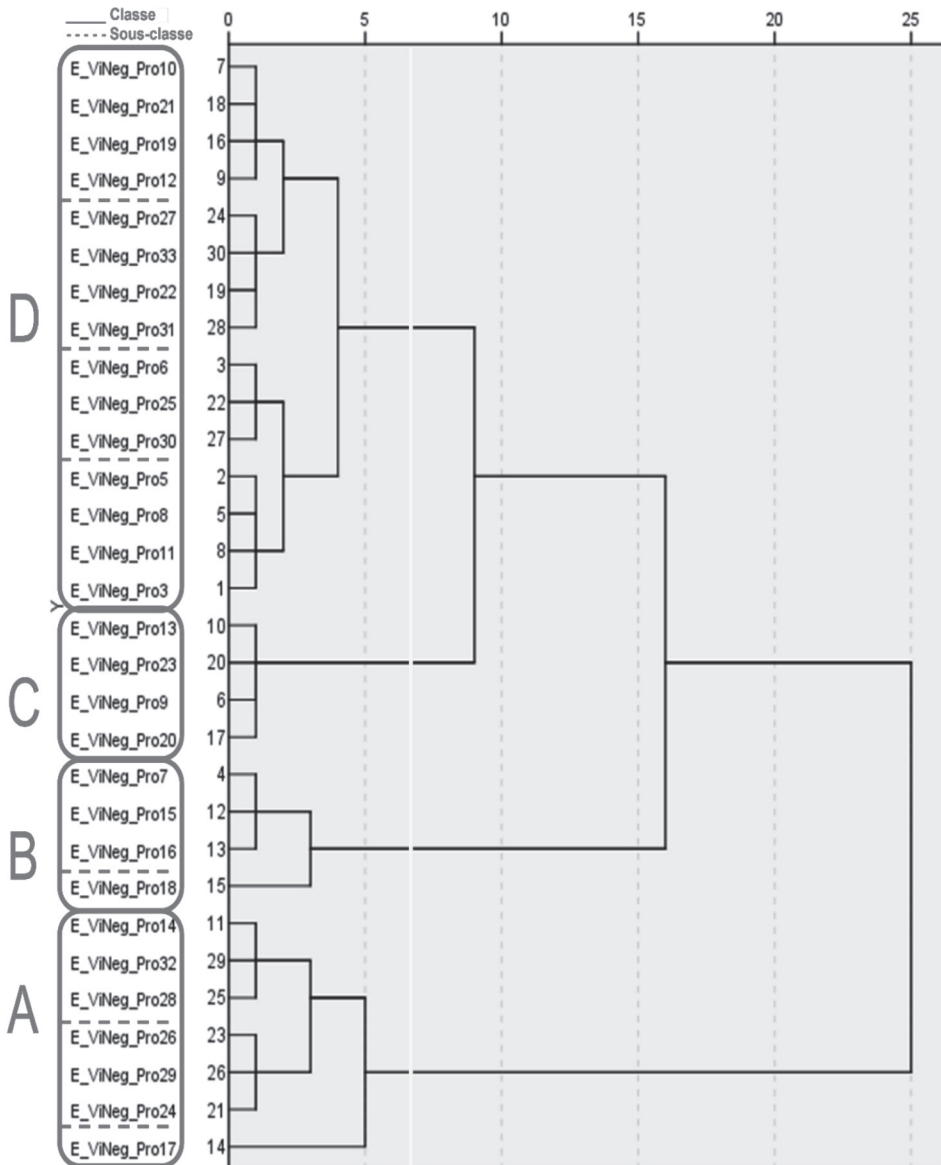 Classe
Sous-classe
0 5 10 15 20 25
E_ViNeg_Pro10 7
E_ViNeg_Pro21 18
E_ViNeg_Pro19 16
E_ViNeg_Pro12 9
E_ViNeg_Pro27 24
E_ViNeg_Pro33 30
E_ViNeg_Pro22 19
E_ViNeg_Pro31 28
D
E_ViNeg_Pro6 3
E_ViNeg_Pro25 22
E_ViNeg_Pro30 27
E_ViNeg_Pro5 2
E_ViNeg_Pro8 5
E_ViNeg_Pro11 8
E_ViNeg_Pro3 1
Y
E_ViNeg_Pro13 10
E_ViNeg_Pro23 20
C
E_ViNeg_Pro9 6
E_ViNeg_Pro20 17
E_ViNeg_Pro7 4
E_ViNeg_Pro15 12
B
E_ViNeg_Pro16 13
E_ViNeg_Pro18 15
E_ViNeg_Pro14 11
E_ViNeg_Pro32 29
E_ViNeg_Pro28 25
A
E_ViNeg_Pro26 23
E_ViNeg_Pro29 26
E_ViNeg_Pro24 21
E_ViNeg_Pro17 14